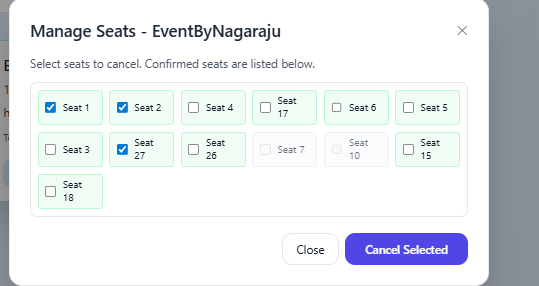 Manage Seats - EventByNagaraju
Select seats to cancel. Confirmed seats are listed below.
Seat 1
Seat 2
Seat 4
Seat
17
Seat 6
Seat 5
Seat 3
Seat
27
Seat
26
Seat 7
Seat
10
Seat
15
Seat
18
Close
Cancel Selected